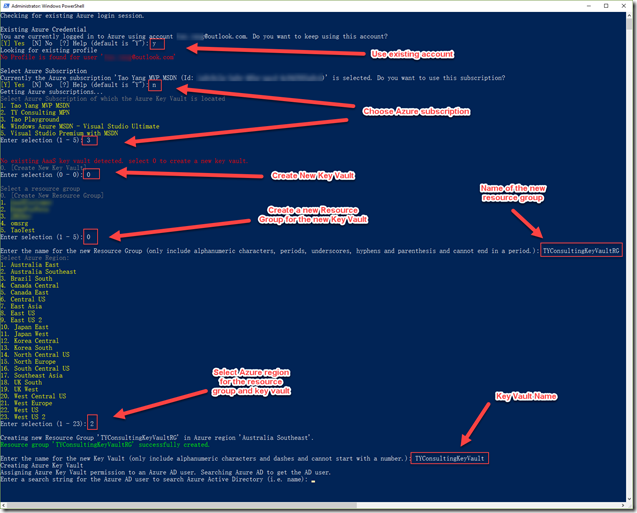 Administrator: Windows PowerShell
Checking for existing Azure login session.
Existing Azure Credential
You are currently logged in to Azure using account @outlook.com. Do you want to keep using this account?
[Y] Yes [N] No [?] Help (default is "Y"): y
Use existing account
Looking for existing profile
No Profile is found for user ' @outlook.com'
Select Azure Subscription
Currently the Azure Subscription 'Tao Yang MVP MSDN (Id: )' is selected. Do you want to use this subscription?
[Y] Yes [N] No [?] Help (default is "Y"): n
Getting Azure subscriptions...
Select Azure Subscription of which the Azure Key Vault is located
Choose Azure subscription
1. Tao Yang MVP MSDN
2. TY Consulting MPN
3. Tao Playground
4. Windows Azure MSDN - Visual Studio Ultimate
5. Visual Studio Premium with MSDN
Enter selection (1 - 5): 3
No existing Azure key vault detected. select 0 to create a new key vault.
0. [Create New Key Vault]
Enter selection (0 - 0): 0
Create New Key Vault
Select a resource group
0. [Create New Resource Group]
1.
2.
3.
4. omsrg
5. TaoTest
Enter selection (1 - 5): 0
Create a new Resource
Group for the new Key Vault
Name of the new
resource group
Enter the name for the new Resource Group (only include alphanumeric characters, periods, underscores, hyphens and parenthesis and cannot end in a period.): TYConsultingKeyVaultRG
Select Azure Region:
1. Australia East
2. Australia Southeast
3. Brazil South
4. Canada Central
5. Canada East
6. Central US
7. East Asia
8. East US
9. East US 2
10. Japan East
11. Japan West
12. Korea Central
13. Korea South
14. North Central US
15. North Europe
16. South Central US
17. Southeast Asia
18. UK South
19. UK West
20. West Central US
21. West Europe
22. West US
23. West US 2
Enter selection (1 - 23): 2
Select Azure region
for the resource
group and key vault
Key Vault Name
Creating new Resource Group 'TYConsultingKeyVaultRG' in Azure region 'Australia Southeast'.
Resource group 'TYConsultingKeyVaultRG' successfully created.
Enter the name for the new Key Vault (only include alphanumeric characters and dashes and cannot start with a number.): TYConsultingKeyVault
Creating Azure Key Vault
Assigning Azure Key Vault permission to an Azure AD user. Searching Azure AD to get the AD user.
Enter a search string for the Azure AD user to search Azure Active Directory (i.e. name):